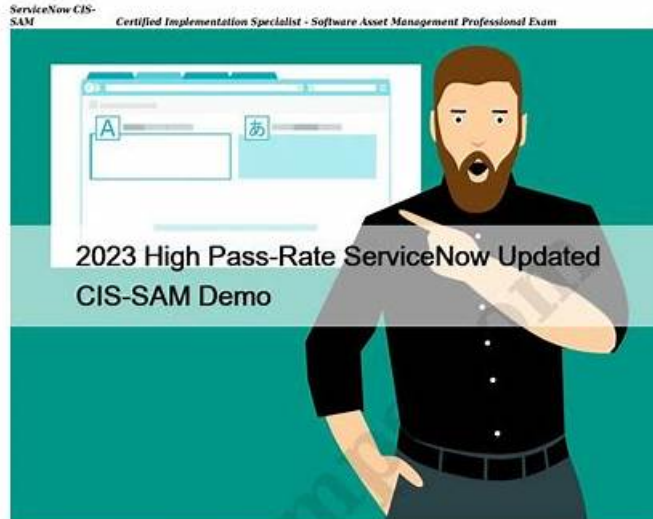 ServiceNow CIS-
SAM Certified Implementation Specialist - Software Asset Management Professional Exam
A
あ
2023 High Pass-Rate ServiceNow Updated
CIS-SAM Demo